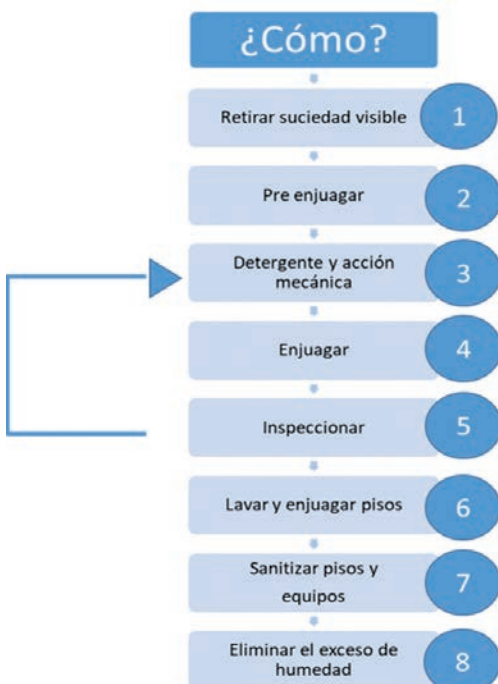 ¿Cómo?
Retirar suciedad visible
1
Pre enjuagar
2
Detergente y acción
mecánica
3
Enjuagar
4
Inspeccionar
5
Lavar y enjuagar pisos
6
Sanitizar pisos y
equipos
7
Eliminar el exceso de
humedad
8